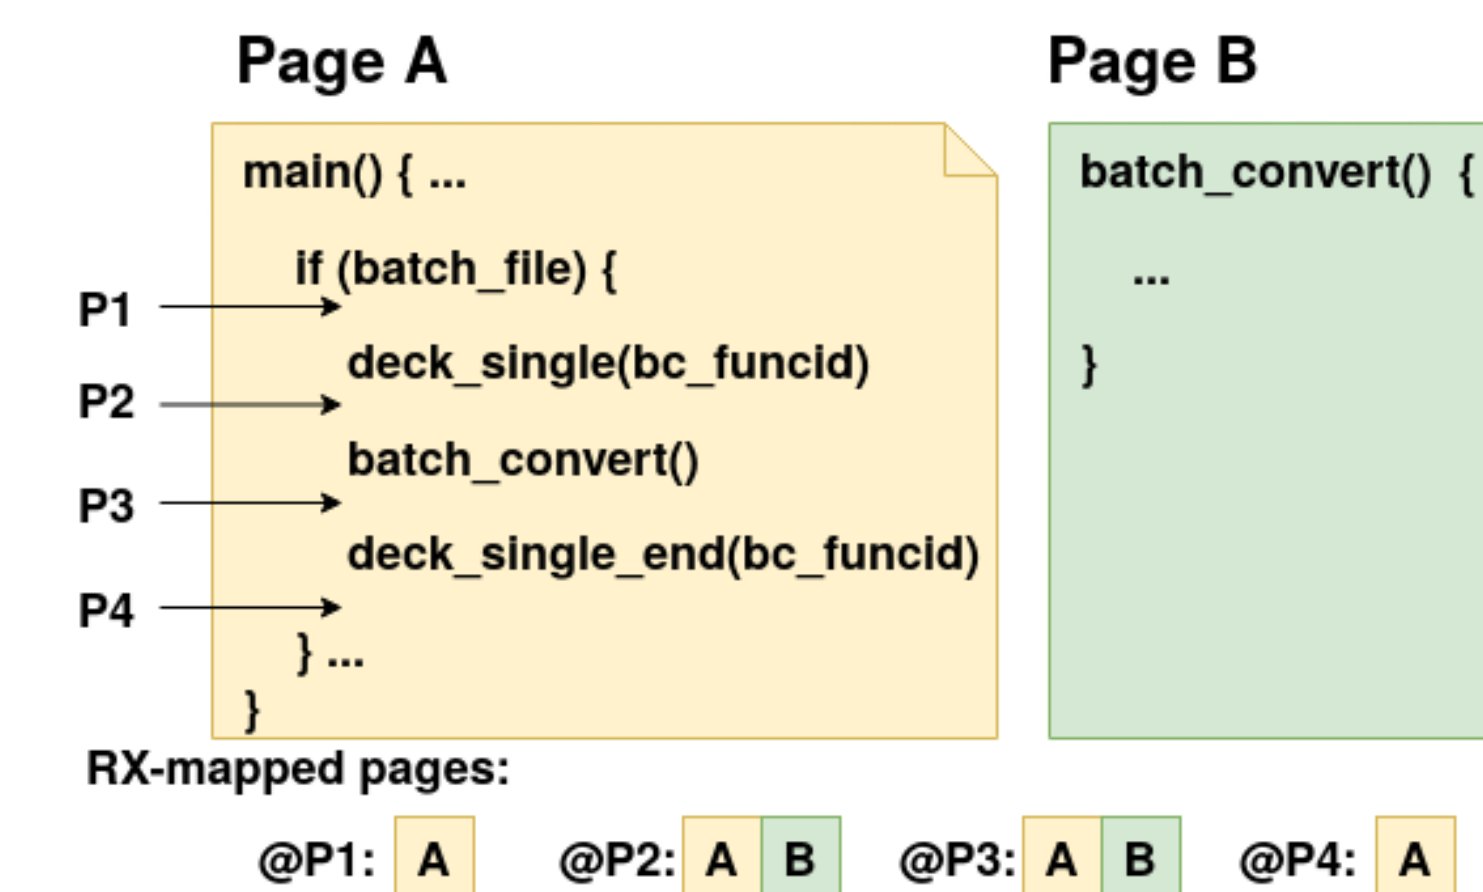 Page A
main() { ...
if (batch_file) {
P1
deck_single(bc_funcid)
P2
batch_convert()
P3
deck_single_end(bc_funcid)
P4
} ...
}
Page B
batch_convert() {
...
}
RX-mapped pages:
@P1: A @P2: A B @P3: A B @P4: A